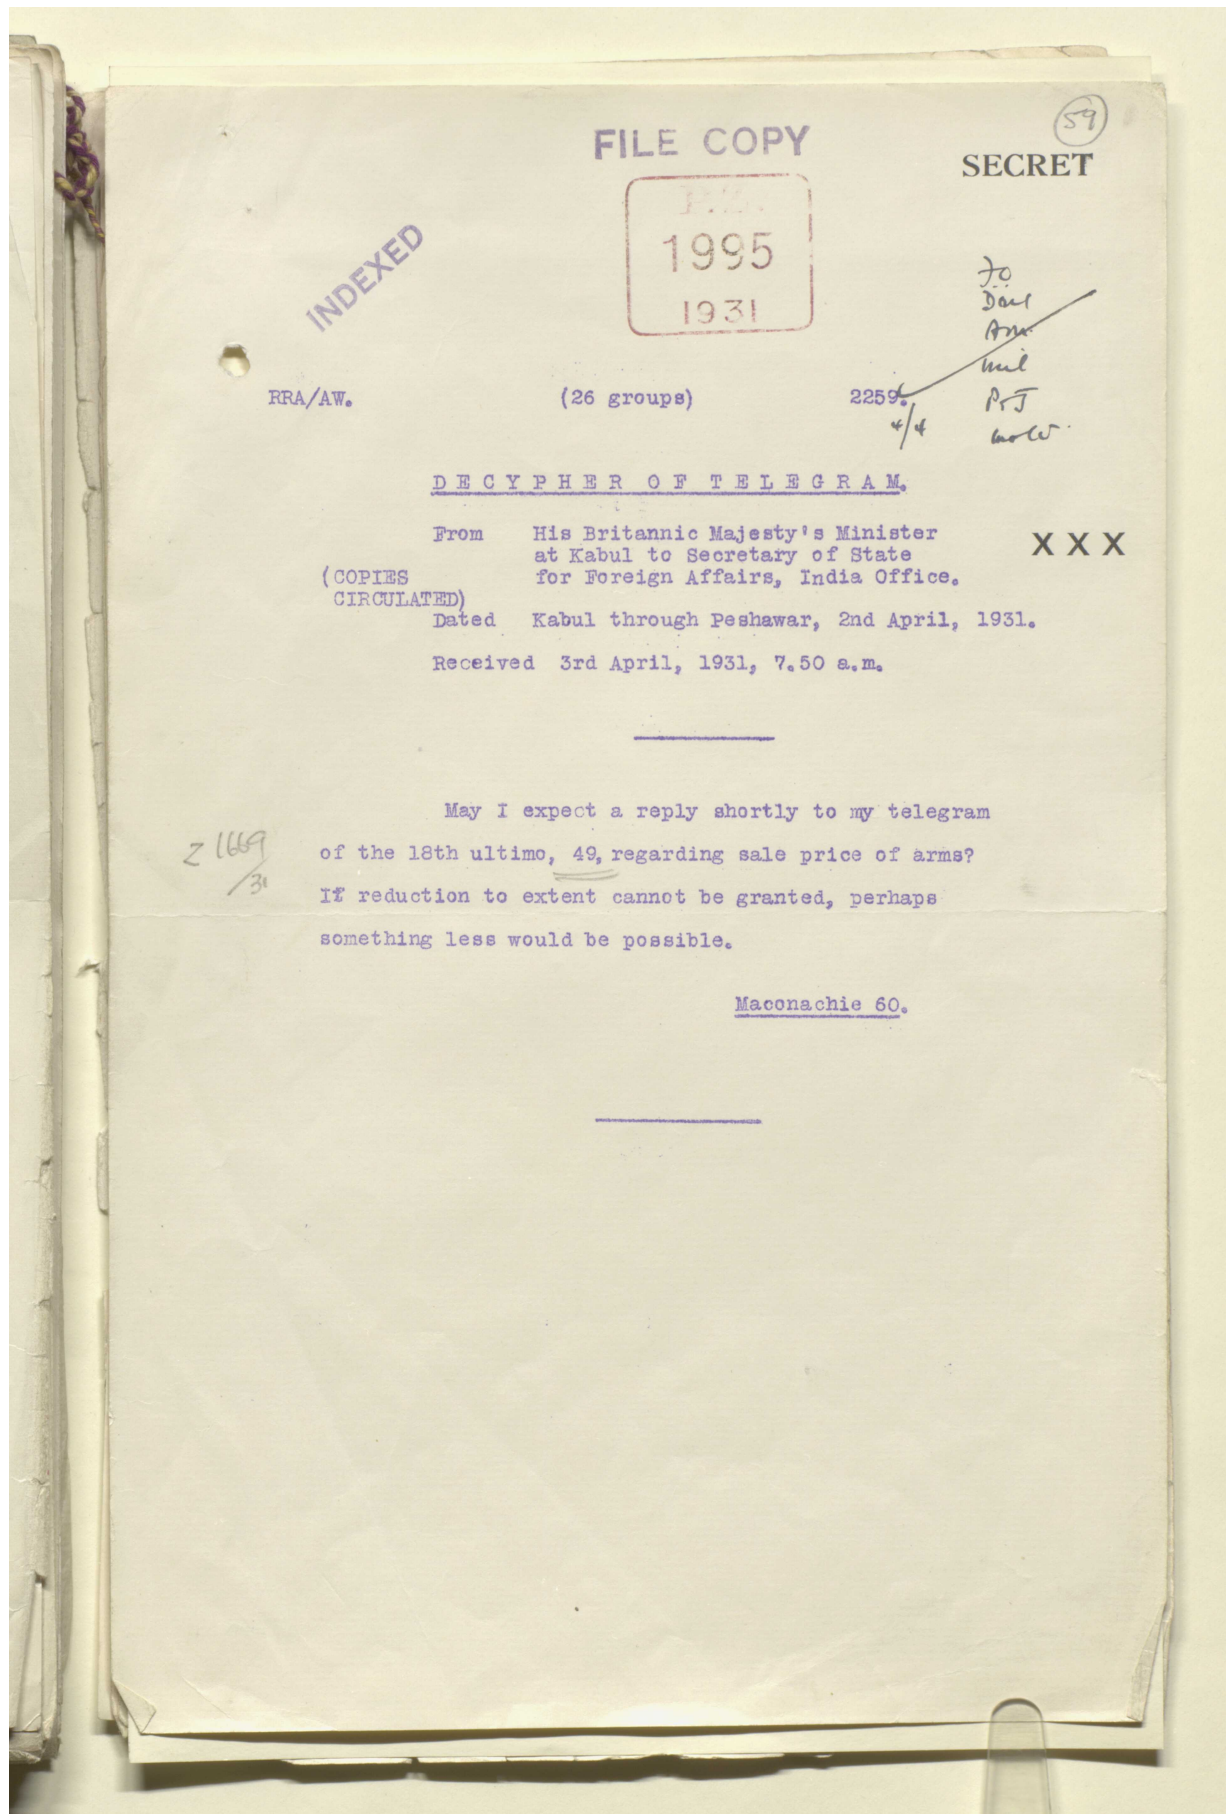 59
FILE COPY
SECRET
P.Z.
1995
1931
INDEXED
FO
mil
P & J
RRA/AW. (26 groups) 2259.
4/4
DECYPHER OF TELEGRAM.
From His Britannic Majesty's Minister
at Kabul to Secretary of State
XXX
(COPIES for Foreign Affairs, India Office.
CIRCULATED)
Dated Kabul through Peshawar, 2nd April, 1931.
Received 3rd April, 1931, 7.50 a.m.
May I expect a reply shortly to my telegram
of the 18th ultimo, 49, regarding sale price of arms?
Z 1669
/31
If reduction to extent cannot be granted, perhaps
something less would be possible.
Maconachie 60.